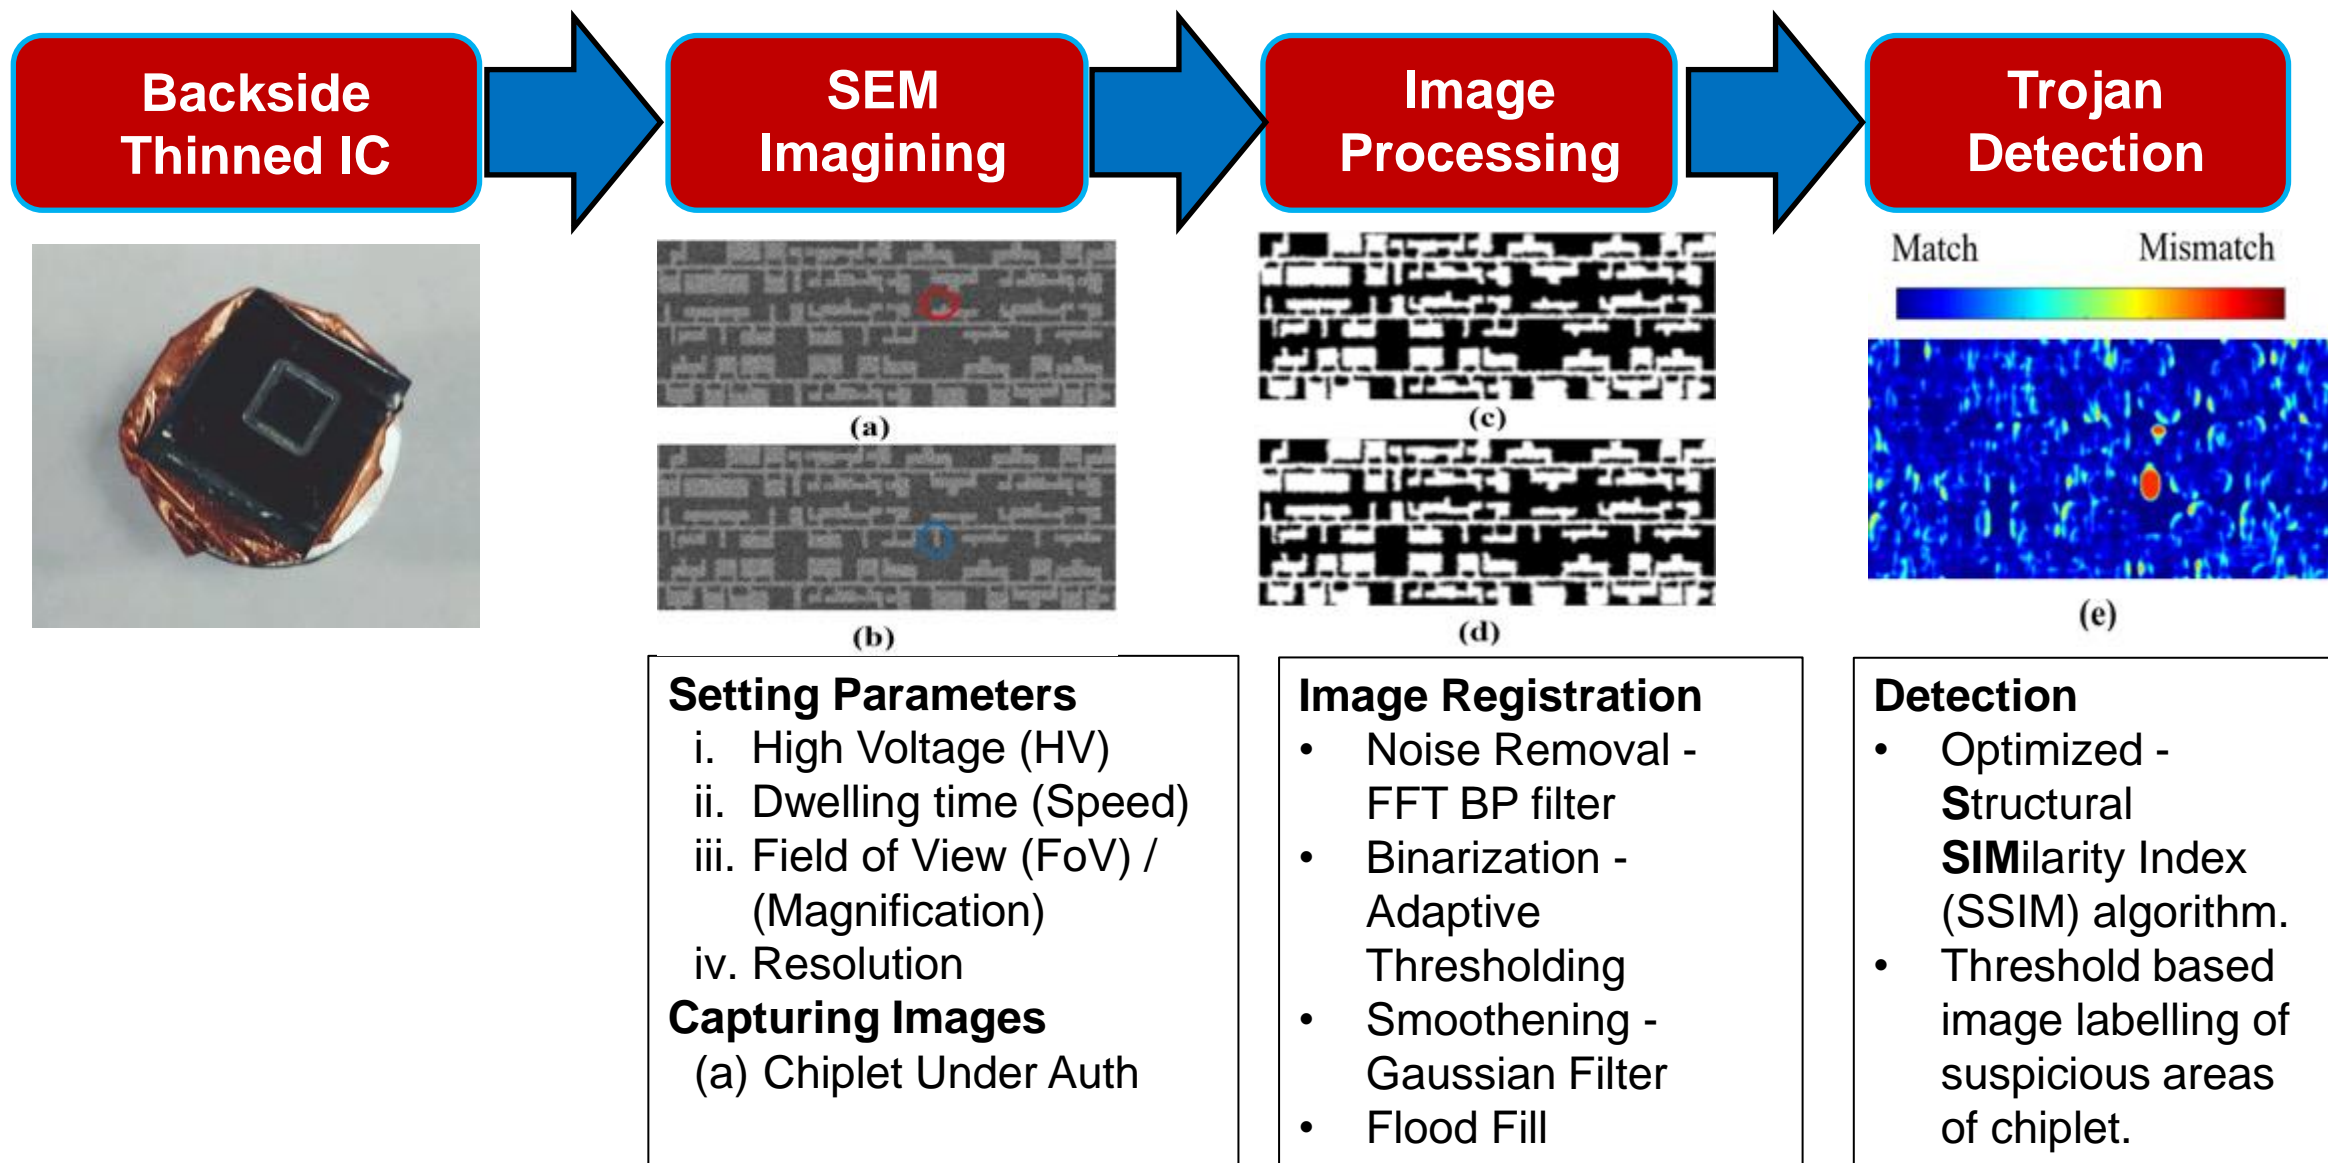 Backside
Thinned IC
SEM
Imagining
Image
Processing
Trojan
Detection
(a)
(b)
(c)
(d)
Match Mismatch
(e)
Setting Parameters
i. High Voltage (HV)
ii. Dwelling time (Speed)
iii. Field of View (FoV) /
(Magnification)
iv. Resolution
Capturing Images
(a) Chiplet Under Auth
Image Registration
• Noise Removal -
FFT BP filter
• Binarization -
Adaptive
Thresholding
• Smoothening -
Gaussian Filter
• Flood Fill
Detection
• Optimized -
Structural
SIMilarity Index
(SSIM) algorithm.
• Threshold based
image labelling of
suspicious areas
of chiplet.